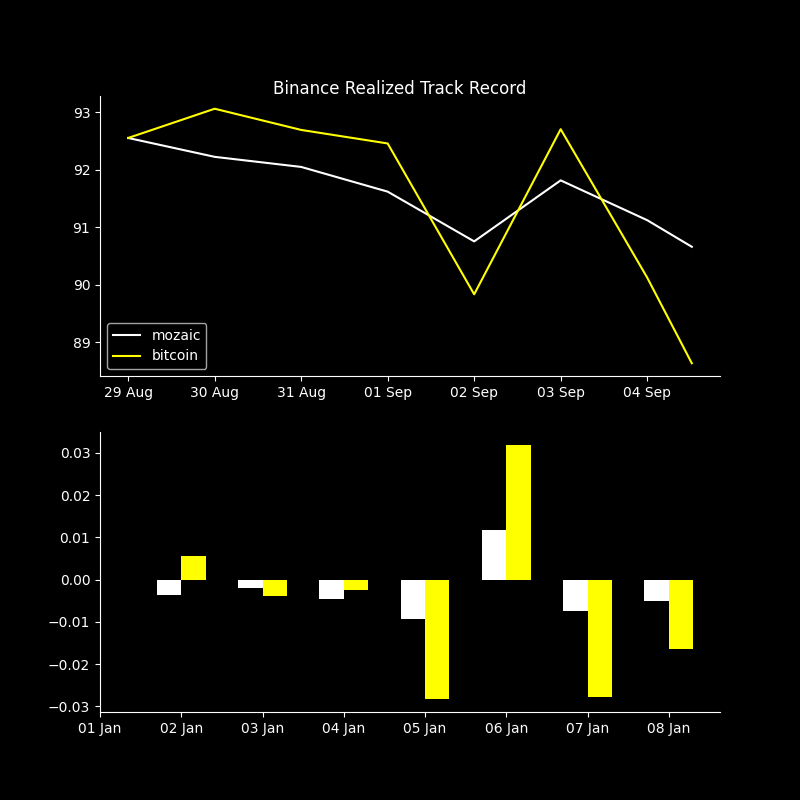 Binance Realized Track Record
93
92
91
90
89
mozaic
bitcoin
29 Aug 30 Aug 31 Aug 01 Sep 02 Sep 03 Sep 04 Sep
0.03
0.02
0.01
0.00
−0.01
−0.02
−0.03
01 Jan 02 Jan 03 Jan 04 Jan 05 Jan 06 Jan 07 Jan 08 Jan